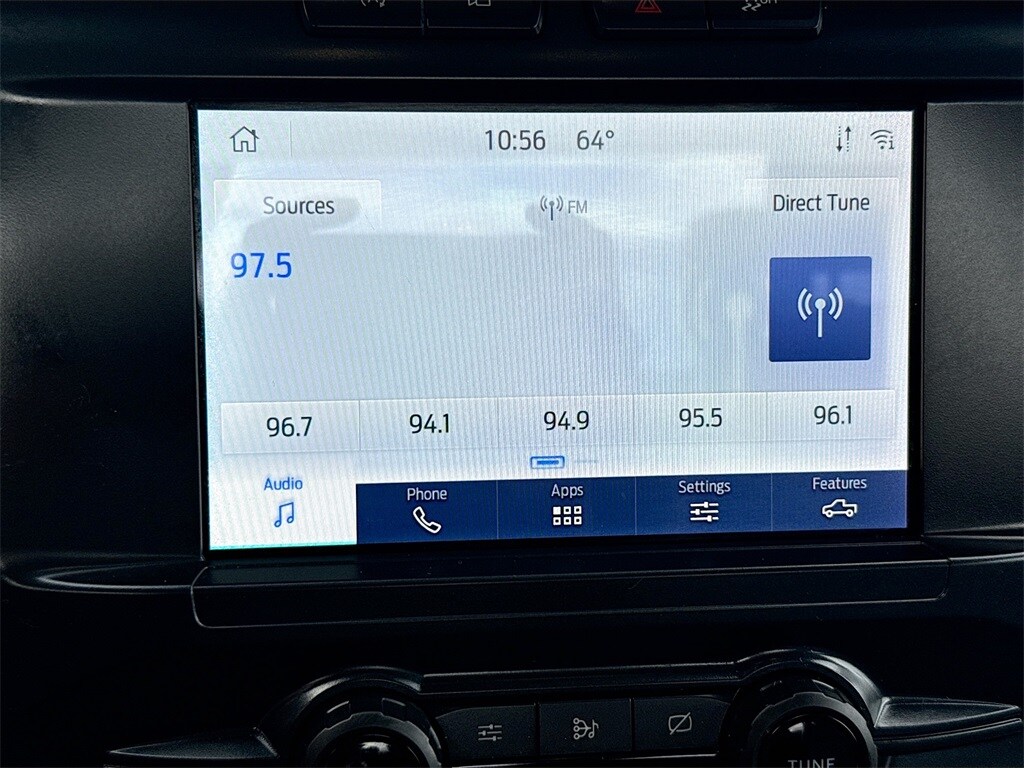 OFF
10:56 64°
Sources
FM
Direct Tune
97.5
96.7 94.1 94.9 95.5 96.1
Audio Phone Apps Settings Features
TUNE